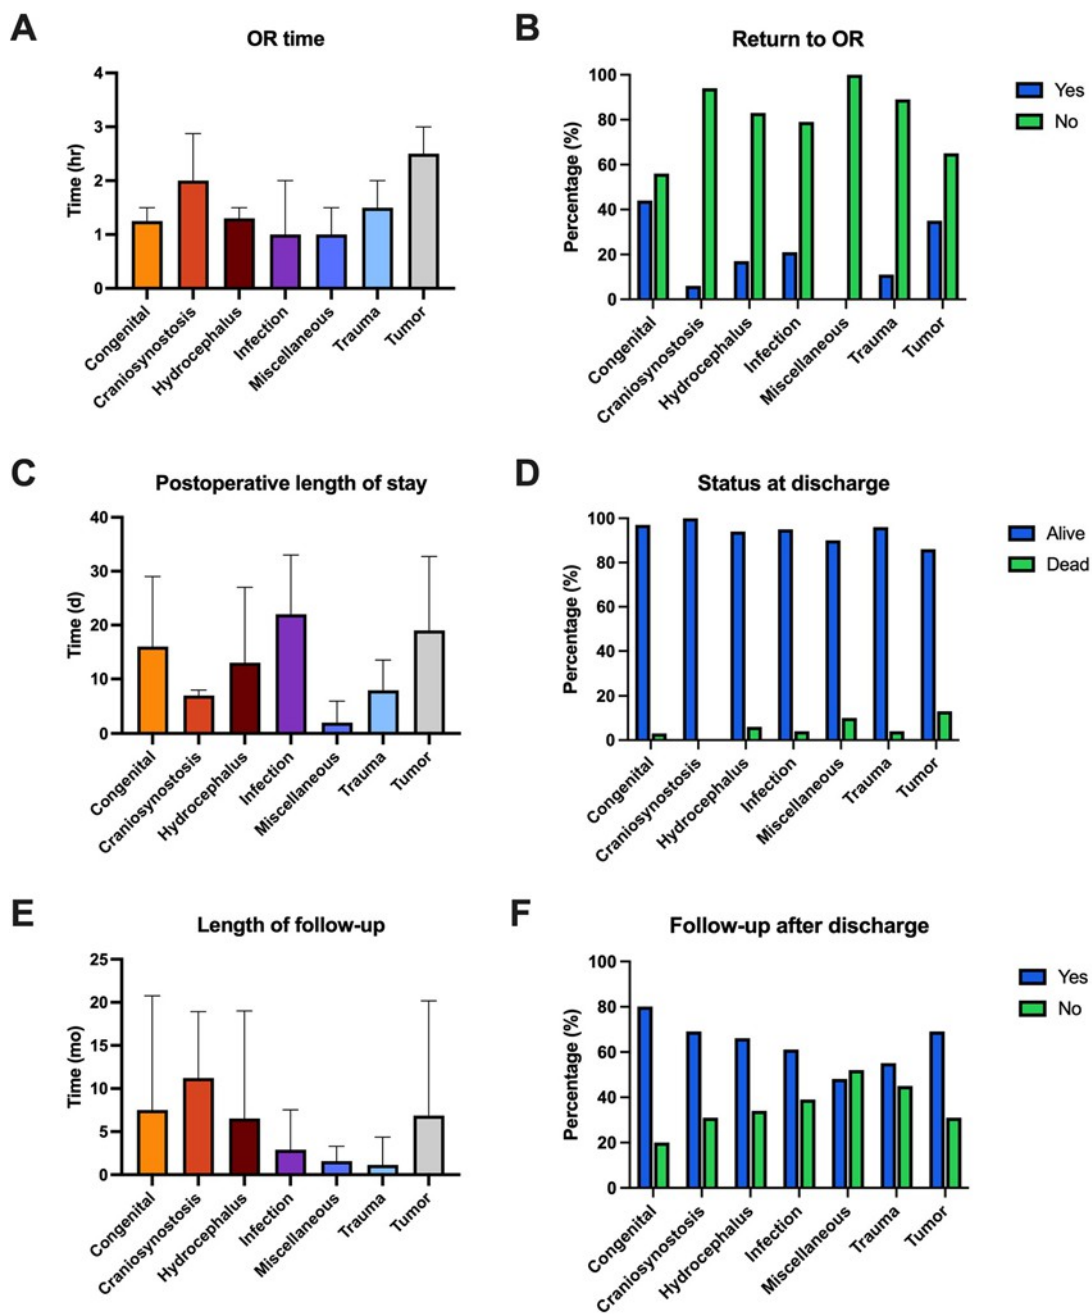 A
OR time
Time (hr)
4
3
2
1
0
Congenital
Craniosynostosis
Hydrocephalus
Infection
Miscellaneous
Trauma
Tumor
B
Return to OR
Percentage (%)
100
80
60
40
20
0
Congenital
Craniosynostosis
Hydrocephalus
Infection
Miscellaneous
Trauma
Tumor
Yes
No
C
Postoperative length of stay
Time (d)
40
30
20
10
0
Congenital
Craniosynostosis
Hydrocephalus
Infection
Miscellaneous
Trauma
Tumor
D
Status at discharge
Percentage (%)
100
80
60
40
20
0
Congenital
Craniosynostosis
Hydrocephalus
Infection
Miscellaneous
Trauma
Tumor
Alive
Dead
E
Length of follow-up
Time (mo)
25
20
15
10
5
0
Congenital
Craniosynostosis
Hydrocephalus
Infection
Miscellaneous
Trauma
Tumor
F
Follow-up after discharge
Percentage (%)
100
80
60
40
20
0
Congenital
Craniosynostosis
Hydrocephalus
Infection
Miscellaneous
Trauma
Tumor
Yes
No